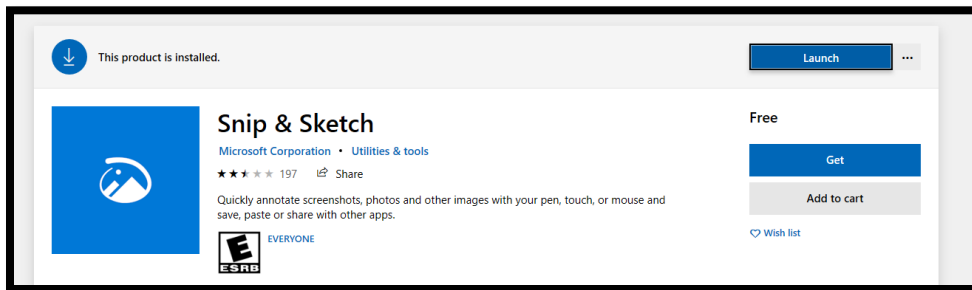 This product is installed.
Launch
...
Snip & Sketch
Microsoft Corporation • Utilities & tools
197 Share
Quickly annotate screenshots, photos and other images with your pen, touch, or mouse and
save, paste or share with other apps.
E
ESRB
EVERYONE
Free
Get
Add to cart
Wish list